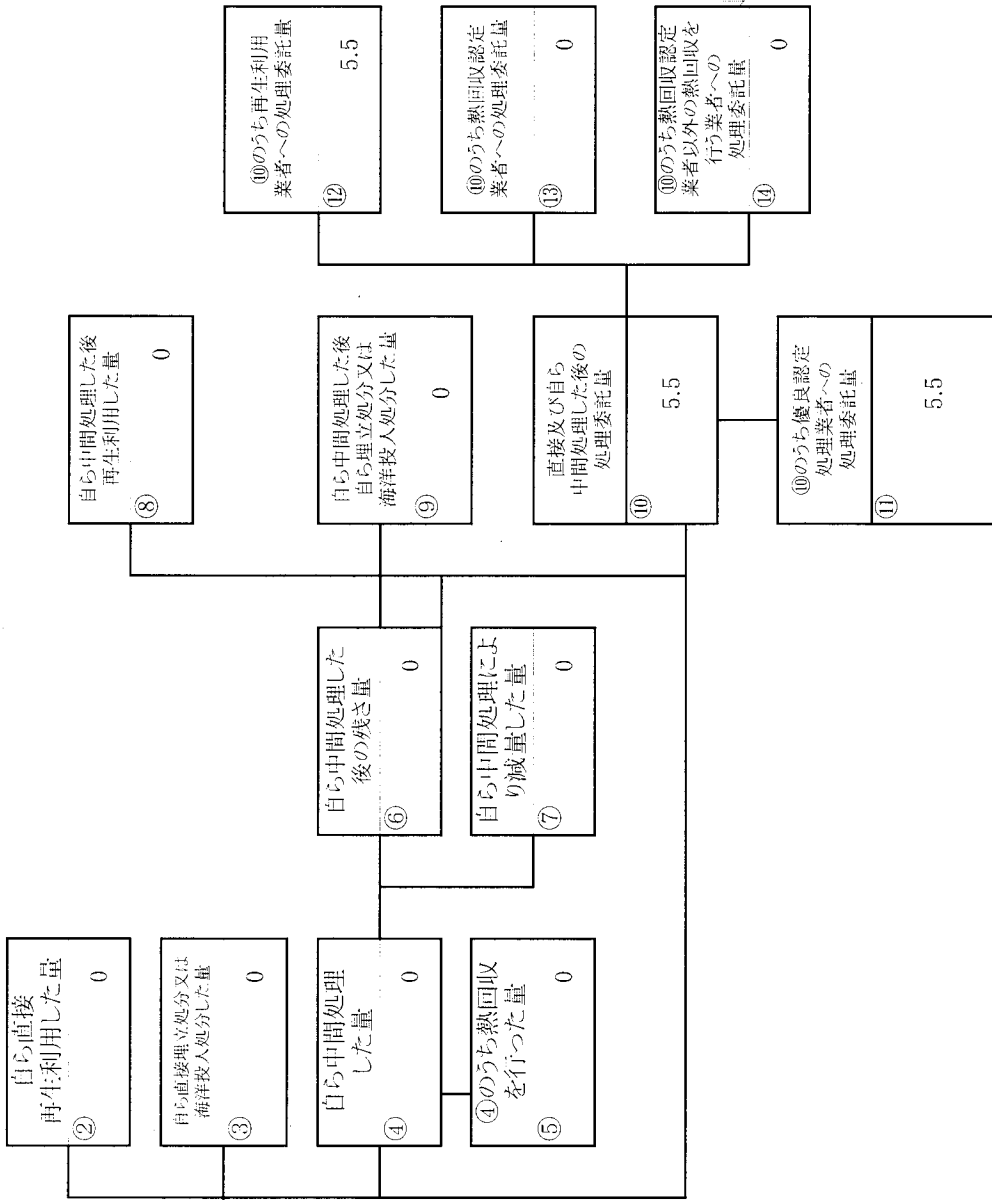 自ら直接
再生利用した量
②
0
自ら直接埋立処分又は
海洋投入処分した量
③
0
自ら中間処理
した量
④
0
④のうち熱回収
を行った量
⑤
0
自ら中間処理した
後の残さ量
⑥
0
自ら中間処理によ
り減量した量
⑦
0
自ら中間処理した後
再生利用した量
⑧
0
自ら中間処理した後
自ら埋立処分又は
海洋投入処分した量
⑨
0
直接及び自ら
中間処理した後の
処理委託量
⑩
5.5
⑩のうち優良認定
処理業者への
処理委託量
⑪
5.5
⑩のうち再生利用
業者への処理委託量
⑫
5.5
⑩のうち熱回収認定
業者への処理委託量
⑬
0
⑩のうち熱回収認定
業者以外の熱回収を
行う業者への
処理委託量
⑭
0